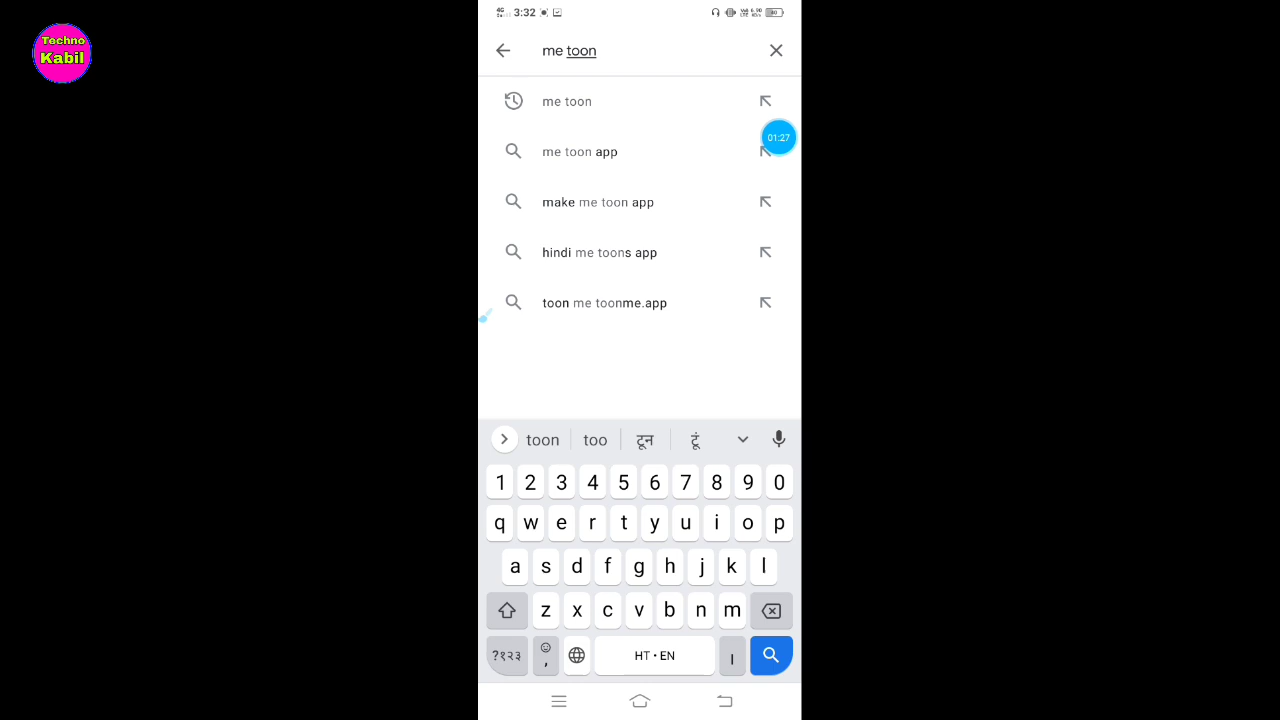 Techno
Kabil
4G 3:32
me toon
me toon
01:27
me toon app
make me toon app
hindi me toons app
toon me toonme.app
toon too टून टूं
1 2 3 4 5 6 7 8 9 0
q w e r t y u i o p
a s d f g h j k l
z x c v b n m
?१२३ , HT • EN ।